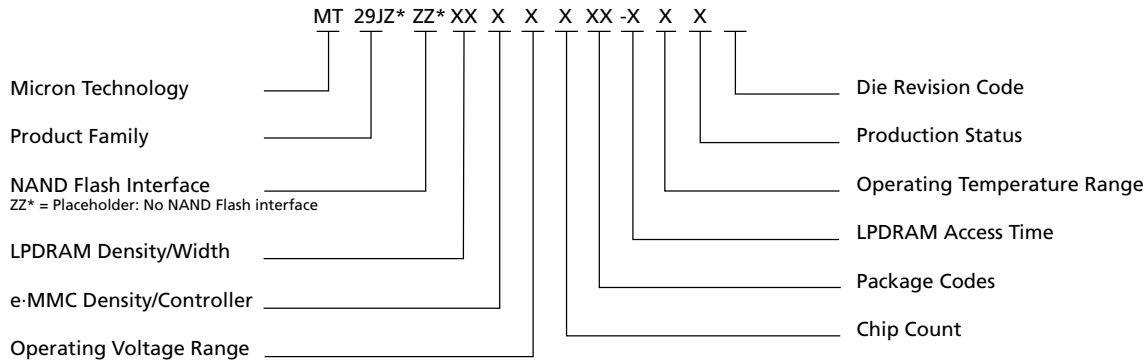 MT 29JZ* ZZ* XX X X X XX -X X X
Micron Technology
Product Family
NAND Flash Interface
ZZ* = Placeholder: No NAND Flash interface
LPDRAM Density/Width
e·MMC Density/Controller
Operating Voltage Range
Die Revision Code
Production Status
Operating Temperature Range
LPDRAM Access Time
Package Codes
Chip Count